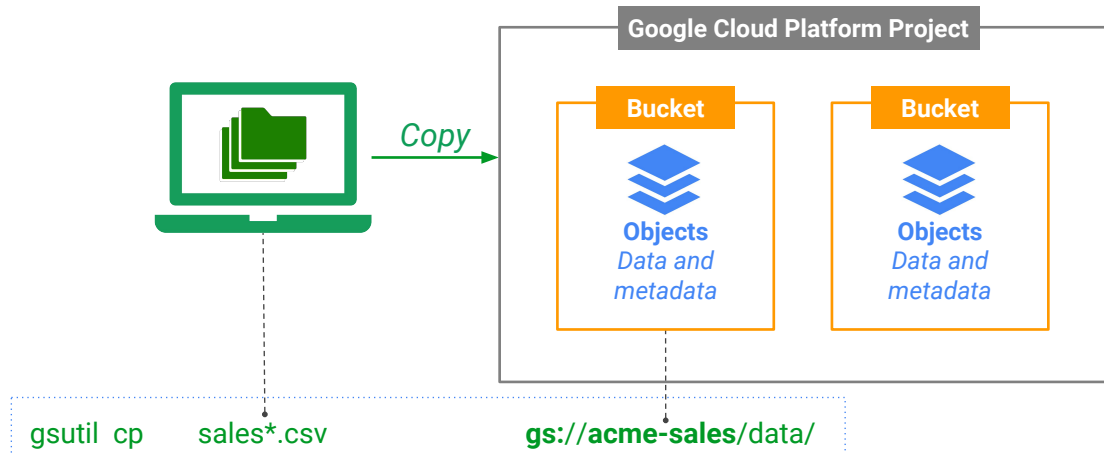 Google Cloud Platform Project
Bucket
Bucket
Copy
Objects
Data and
metadata
Objects
Data and
metadata
gsutil cp sales*.csv gs://acme-sales/data/